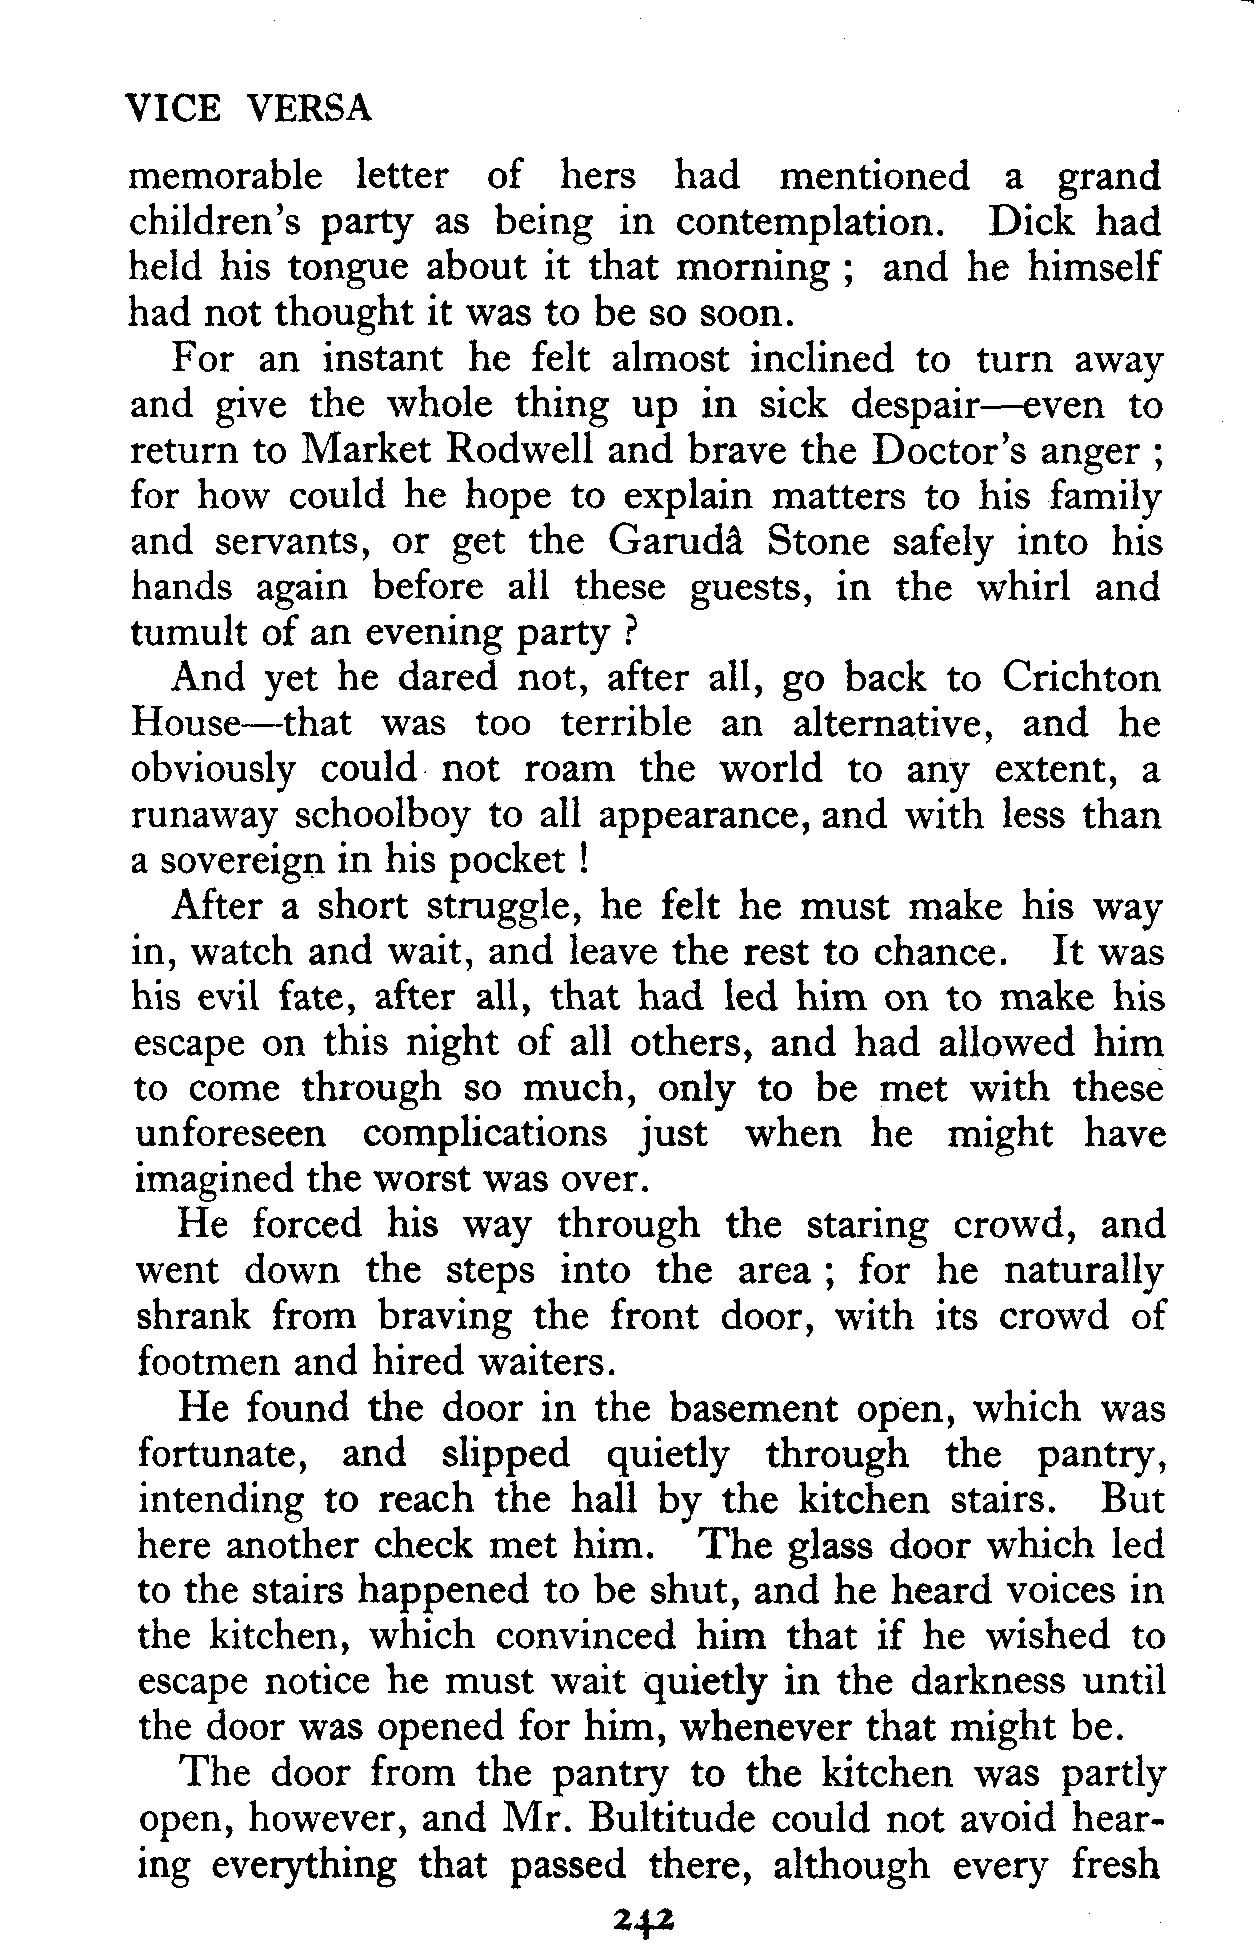 VICE VERSA
memorable letter of hers had mentioned a grand
children's party as being in contemplation. Dick had
held his tongue about it that morning ; and he himself
had not thought it was to be so soon.
For an instant he felt almost inclined to turn away
and give the whole thing up in sick despair—even to
return to Market Rodwell and brave the Doctor's anger ;
for how could he hope to explain matters to his family
and servants, or get the Garudâ Stone safely into his
hands again before all these guests, in the whirl and
tumult of an evening party ?
And yet he dared not, after all, go back to Crichton
House—that was too terrible an alternative, and he
obviously could not roam the world to any extent, a
runaway schoolboy to all appearance, and with less than
a sovereign in his pocket !
After a short struggle, he felt he must make his way
in, watch and wait, and leave the rest to chance. It was
his evil fate, after all, that had led him on to make his
escape on this night of all others, and had allowed him
to come through so much, only to be met with these
unforeseen complications just when he might have
imagined the worst was over.
He forced his way through the staring crowd, and
went down the steps into the area ; for he naturally
shrank from braving the front door, with its crowd of
footmen and hired waiters.
He found the door in the basement open, which was
fortunate, and slipped quietly through the pantry,
intending to reach the hall by the kitchen stairs. But
here another check met him. The glass door which led
to the stairs happened to be shut, and he heard voices in
the kitchen, which convinced him that if he wished to
escape notice he must wait quietly in the darkness until
the door was opened for him, whenever that might be.
The door from the pantry to the kitchen was partly
open, however, and Mr. Bultitude could not avoid hear-
ing everything that passed there, although every fresh
242